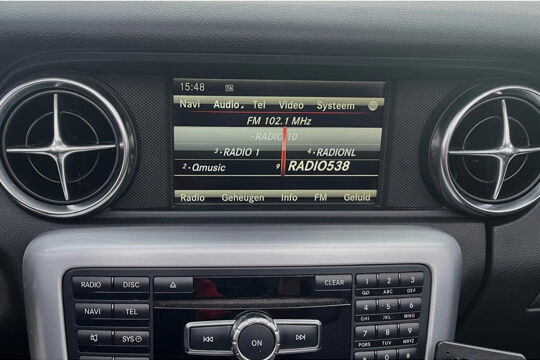 15:48 TA
Navi Audio Tel Video Systeem
FM 102.1 MHz
-RADIO 10
3 -RADIO 1 4 -RADIONL
2 -Qmusic 9 RADIO538
Radio Geheugen Info FM Geluid
RADIO DISC CLEAR 1 2 ABC 3 DEF
NAVI TEL 4 GHI 5 JKL 6 MNO
SYS 7 PQRS 8 TUV 9 WXYZ
ON